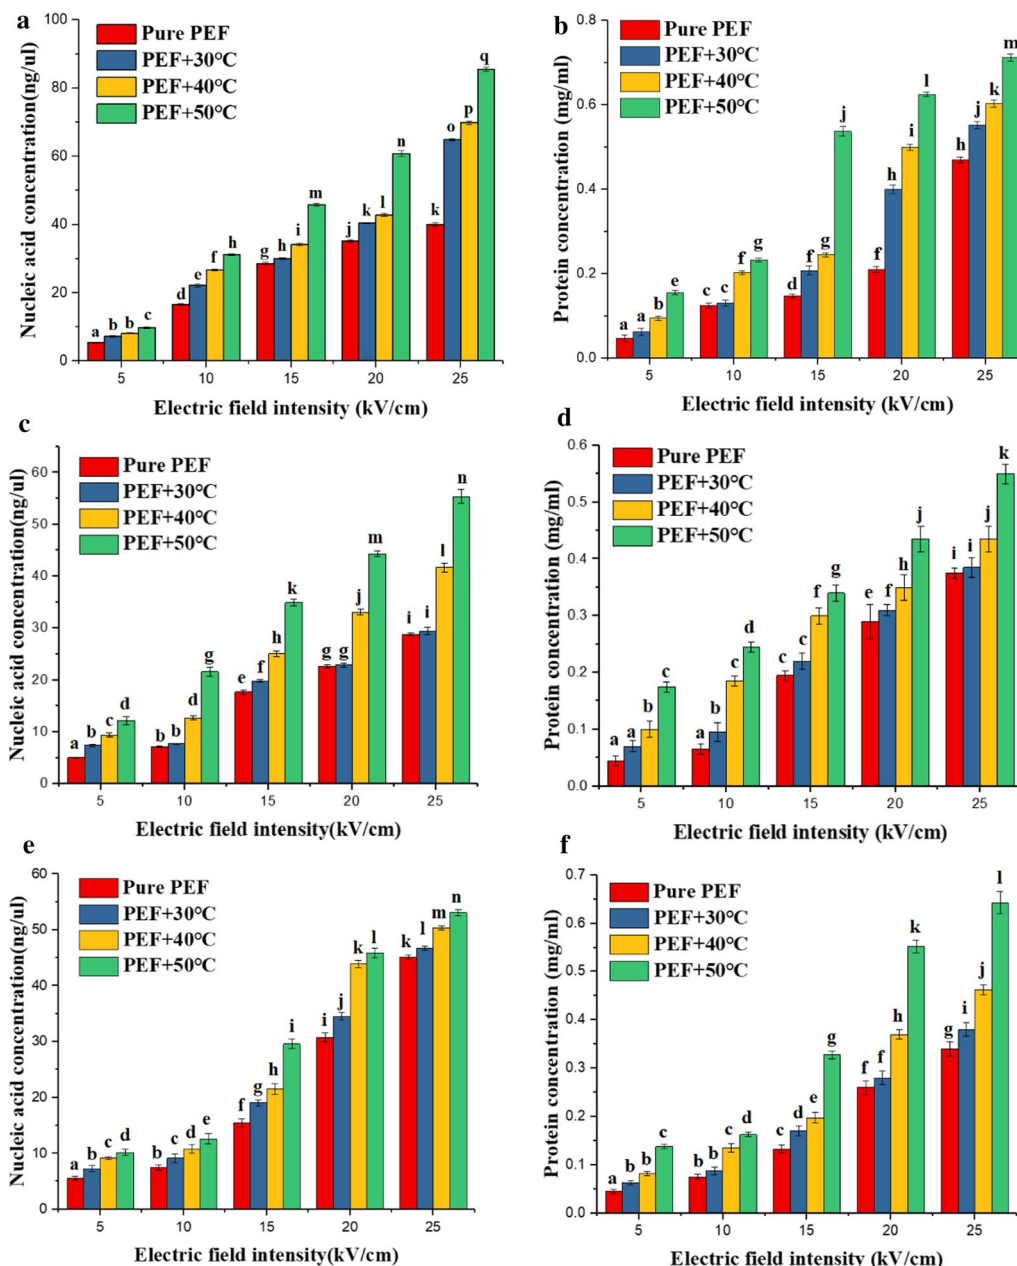 a
Nucleic acid concentration(ng/ul)
100
80
60
40
20
0
Pure PEF
PEF+30°C
PEF+40°C
PEF+50°C
a b b c
d e f h
g h i m
j k l n
k o p q
5 10 15 20 25
Electric field intensity (kV/cm)
b
Protein concentration (mg/ml)
0.8
0.6
0.4
0.2
0.0
Pure PEF
PEF+30°C
PEF+40°C
PEF+50°C
a a b e
c c f g
d f g j
f h i l
h j k m
5 10 15 20 25
Electric field intensity (kV/cm)
c
Nucleic acid concentration(ng/ul)
60
50
40
30
20
10
0
Pure PEF
PEF+30°C
PEF+40°C
PEF+50°C
a b c d
b b d g
e f h k
g g j m
i i l n
5 10 15 20 25
Electric field intensity(kV/cm)
d
Protein concentration (mg/ml)
0.6
0.5
0.4
0.3
0.2
0.1
0.0
Pure PEF
PEF+30°C
PEF+40°C
PEF+50°C
a a b c
a b c d
c c f g
e f h j
i i j k
5 10 15 20 25
Electric field intensity (kV/cm)
e
Nucleic acid concentration(ng/ul)
60
50
40
30
20
10
0
Pure PEF
PEF+30°C
PEF+40°C
PEF+50°C
a b c d
b c d e
f g h i
i j k l
k l m n
5 10 15 20 25
Electric field intensity(kV/cm)
f
Protein concentration (mg/ml)
0.7
0.6
0.5
0.4
0.3
0.2
0.1
0.0
Pure PEF
PEF+30°C
PEF+40°C
PEF+50°C
a b b c
b b c d
c d e g
f f h k
g i j l
5 10 15 20 25
Electric field intensity (kV/cm)